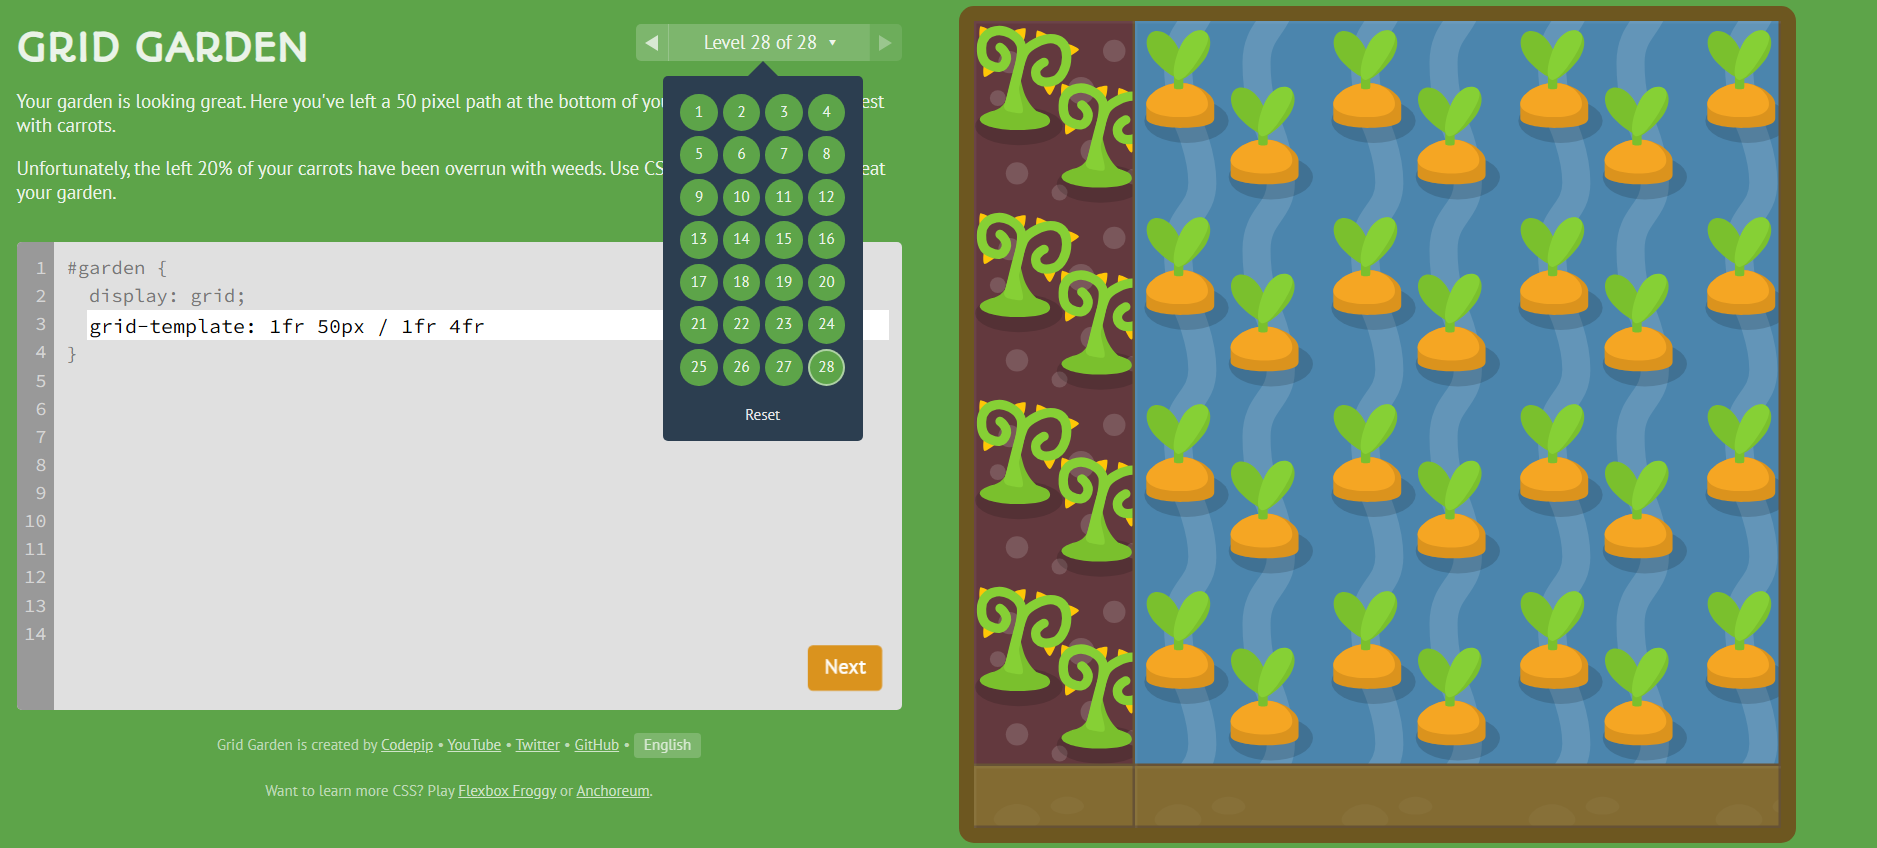 GRID GARDEN
Level 28 of 28
Your garden is looking great. Here you've left a 50 pixel path at the bottom of est
with carrots.
Unfortunately, the left 20% of your carrots have been overrun with weeds. Use eat
your garden.
1 2 3 4
5 6 7 8
9 10 11 12
13 14 15 16
17 18 19 20
21 22 23 24
25 26 27 28
Reset
1 #garden {
2 display: grid;
3 grid-template: 1fr 50px / 1fr 4fr
4 }
5
6
7
8
9
10
11
12
13
14
Next
Grid Garden is created by Codepip • YouTube • Twitter • GitHub • English
Want to learn more CSS? Play Flexbox Froggy or Anchoreum.